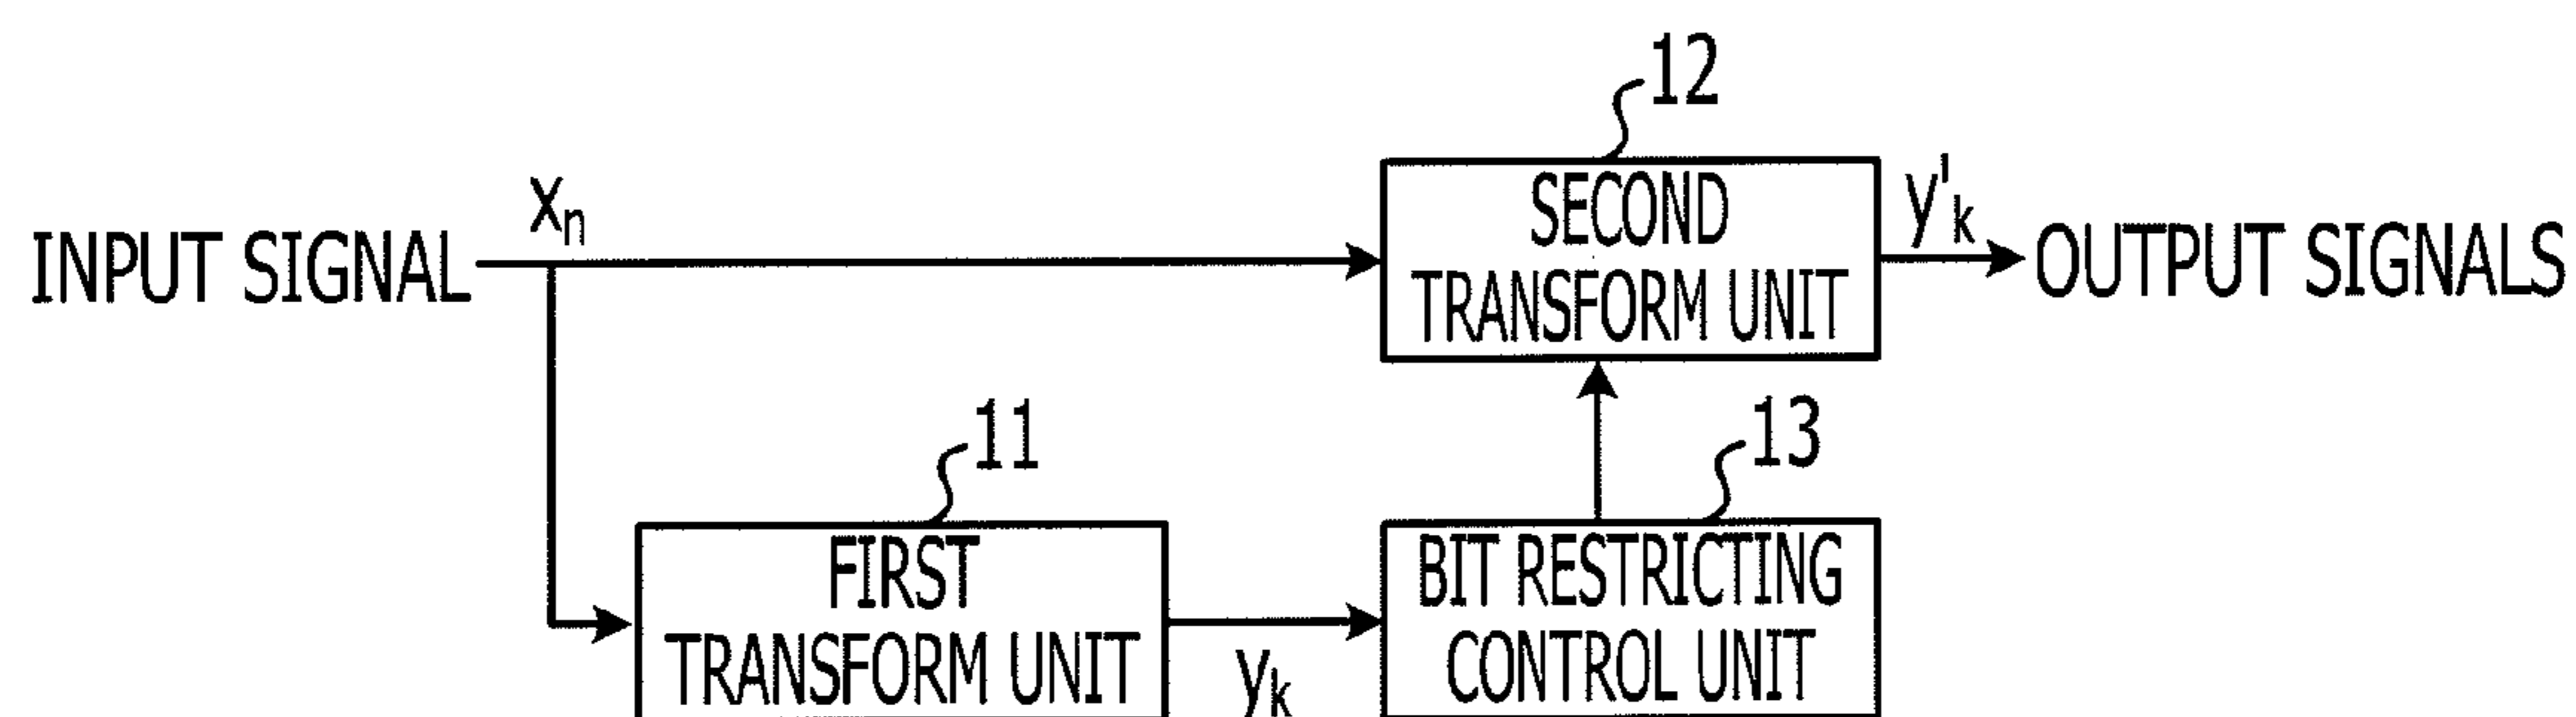 12
xn
SECOND
TRANSFORM UNIT
y'k
INPUT SIGNAL
OUTPUT SIGNALS
11
13
FIRST
TRANSFORM UNIT
yk
BIT RESTRICTING
CONTROL UNIT